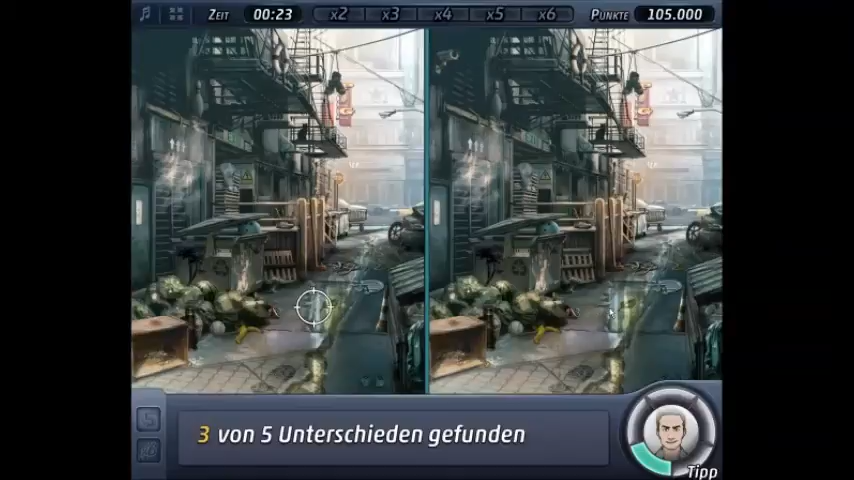 Zeit 00:23 x2 x3 x4 x5 x6 Punkte 105.000
3 von 5 Unterschieden gefunden
Tipp